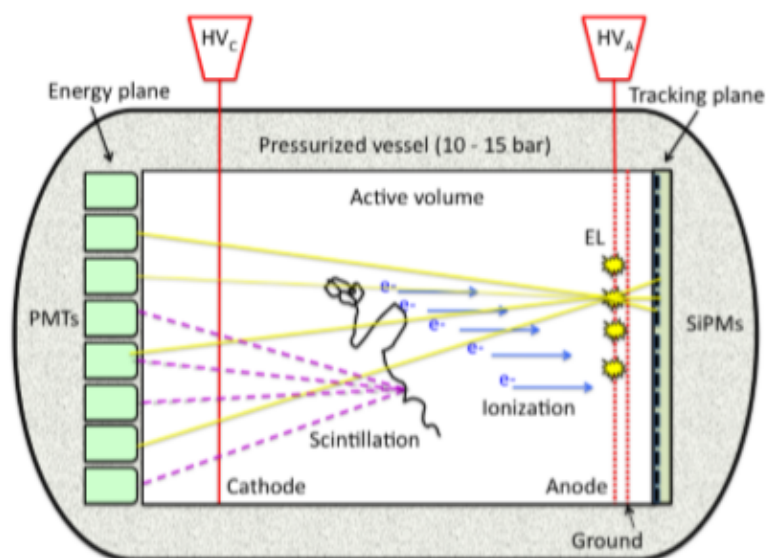 HVC
HVA
Energy plane
Tracking plane
Pressurized vessel (10 - 15 bar)
Active volume
EL
e-
e-
PMTs
e-
SiPMs
e-
e-
Ionization
Scintillation
Cathode
Anode
Ground